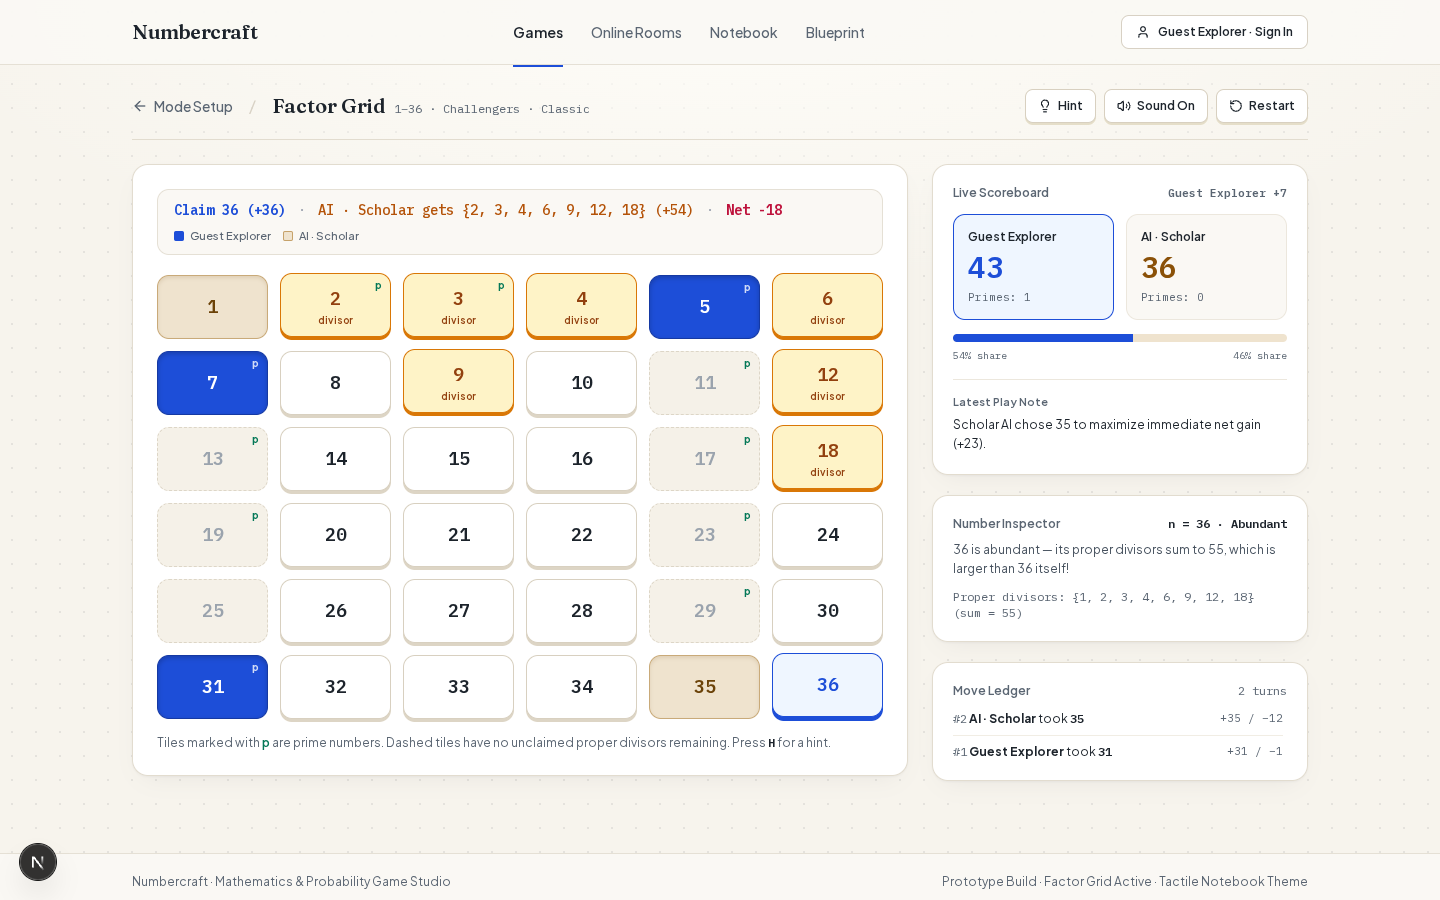 Numbercraft
Games
Online Rooms
Notebook
Blueprint
Guest Explorer · Sign In
Mode Setup / Factor Grid 1–36 · Challengers · Classic
Hint
Sound On
Restart
Claim 36 (+36) · AI · Scholar gets {2, 3, 4, 6, 9, 12, 18} (+54) · Net -18
Guest Explorer AI · Scholar
1
2 p
divisor
3 p
divisor
4
divisor
5 p
6
divisor
7 p
8
9
divisor
10
11 p
12
divisor
13 p
14
15
16
17 p
18
divisor
19 p
20
21
22
23 p
24
25
26
27
28
29 p
30
31 p
32
33
34
35
36
Tiles marked with p are prime numbers. Dashed tiles have no unclaimed proper divisors remaining. Press H for a hint.
Live Scoreboard Guest Explorer +7
Guest Explorer
43
Primes: 1
AI · Scholar
36
Primes: 0
54% share 46% share
Latest Play Note
Scholar AI chose 35 to maximize immediate net gain
(+23).
Number Inspector n = 36 · Abundant
36 is abundant — its proper divisors sum to 55, which is
larger than 36 itself!
Proper divisors: {1, 2, 3, 4, 6, 9, 12, 18}
(sum = 55)
Move Ledger 2 turns
#2 AI · Scholar took 35 +35 / −12
#1 Guest Explorer took 31 +31 / −1
N
Numbercraft · Mathematics & Probability Game Studio
Prototype Build · Factor Grid Active · Tactile Notebook Theme